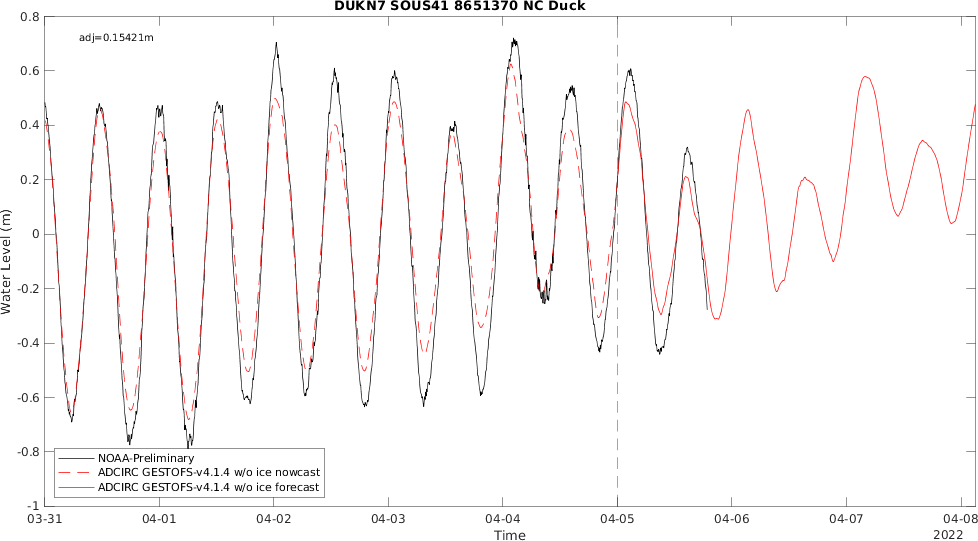 DUKN7 SOUS41 8651370 NC Duck
adj=0.15421m
0.8
0.6
0.4
0.2
0
-0.2
-0.4
-0.6
-0.8
-1
Water Level (m)
NOAA-Preliminary
ADCIRC GESTOFS-v4.1.4 w/o ice nowcast
ADCIRC GESTOFS-v4.1.4 w/o ice forecast
03-31 04-01 04-02 04-03 04-04 04-05 04-06 04-07 04-08
Time
2022